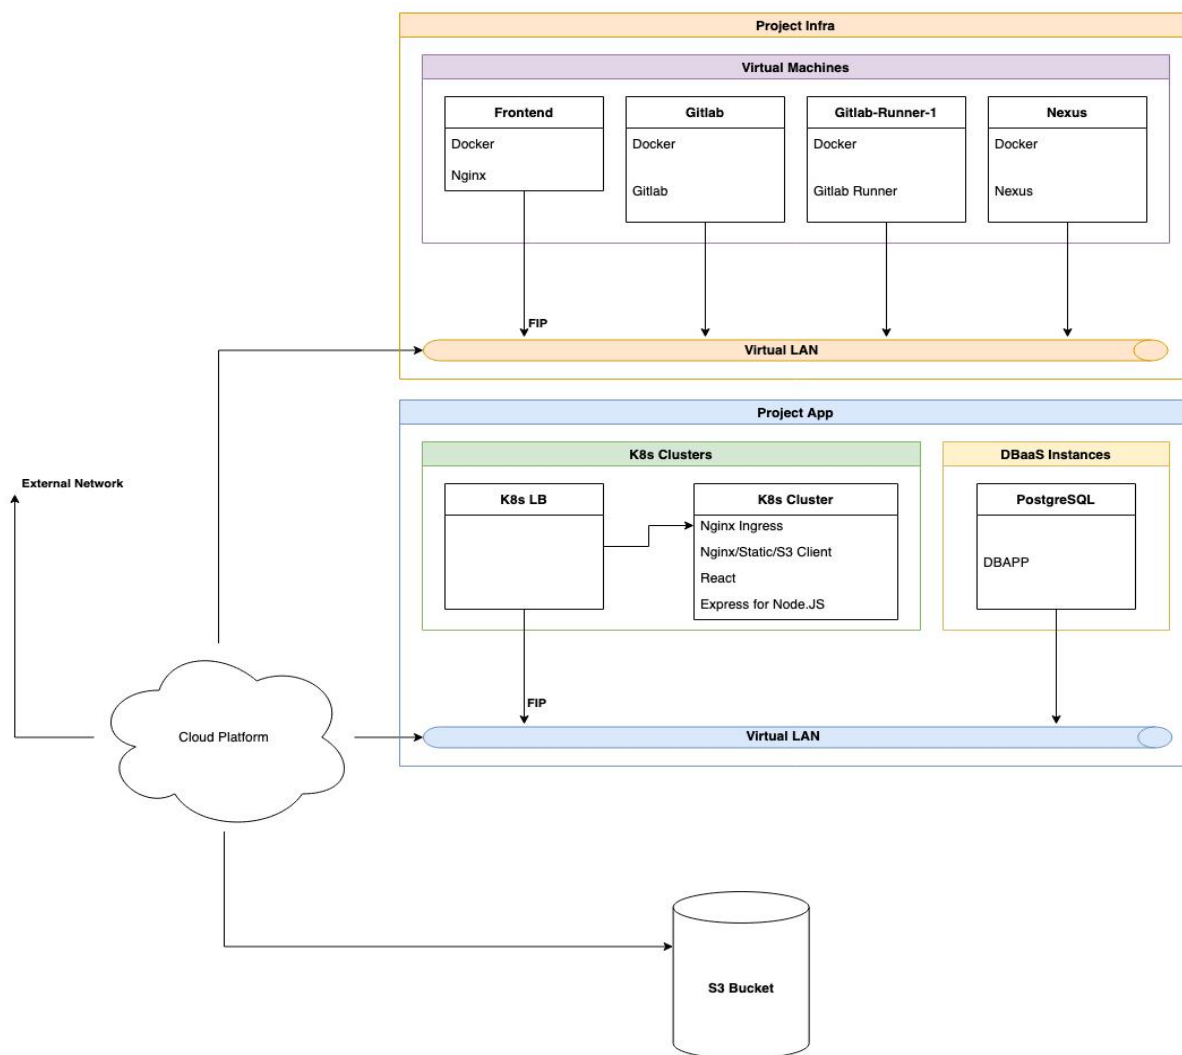 Project Infra
Virtual Machines
Frontend
Docker
Nginx
Gitlab
Docker
Gitlab
Gitlab-Runner-1
Docker
Gitlab Runner
Nexus
Docker
Nexus
FIP
Virtual LAN
Project App
K8s Clusters
K8s LB
K8s Cluster
Nginx Ingress
Nginx/Static/S3 Client
React
Express for Node.JS
DBaaS Instances
PostgreSQL
DBAPP
FIP
Virtual LAN
External Network
Cloud Platform
S3 Bucket